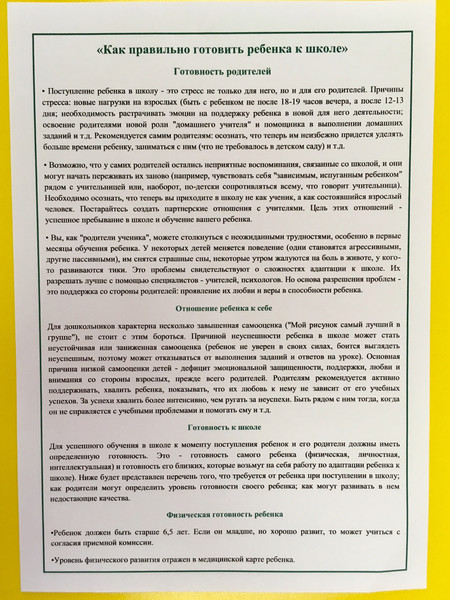 «Как правильно готовить ребенка к школе»
Готовность родителей
• Поступление ребенка в школу - это стресс не только для него, но и для его родителей. Причины
стресса: новые нагрузки на взрослых (быть с ребенком не после 18-19 часов вечера, а после 12-13
дня; необходимость растрачивать эмоции на поддержку ребенка в новой для него деятельности;
освоение родителями новой роли "домашнего учителя" и помощника в выполнении домашних
заданий и т.д. Рекомендуется самим родителям: осознать, что теперь им неизбежно придется уделять
больше времени ребенку, заниматься с ним (что не требовалось в детском саду) и т.д.
• Возможно, что у самих родителей остались неприятные воспоминания, связанные со школой, и они
могут начать переживать их заново (например, чувствовать себя "зависимым, испуганным ребенком"
рядом с учительницей или, наоборот, по-детски сопротивляться всему, что говорит учительница).
Необходимо осознать, что теперь вы приходите в школу не как ученик, а как состоявшийся взрослый
человек. Постарайтесь создать партнерские отношения с учителями. Цель этих отношений -
успешное пребывание в школе и обучение вашего ребенка.
• Вы, как "родители ученика", можете столкнуться с неожиданными трудностями, особенно в первые
месяцы обучения ребенка. У некоторых детей меняется поведение (одни становятся агрессивными,
другие пассивными), им снятся страшные сны, некоторые утром жалуются на боль в животе, у кого-
то развиваются тики. Это проблемы свидетельствуют о сложностях адаптации к школе. Их
разрешать лучше с помощью специалистов - учителей, психологов. Но основа разрешения проблем -
это поддержка со стороны родителей: проявление их любви и веры в способности ребенка.
Отношение ребенка к себе
Для дошкольников характерна несколько завышенная самооценка ("Мой рисунок самый лучший в
группе"), не стоит с этим бороться. Причиной неуспешности ребенка в школе может стать
неустойчивая или заниженная самооценка (ребенок не уверен в своих силах, боится выглядеть
неуспешным, поэтому может отказываться от выполнения заданий и ответов на уроке). Основная
причина низкой самооценки детей - дефицит эмоциональной защищенности, поддержки, любви и
внимания со стороны взрослых, прежде всего родителей. Родителям рекомендуется активно
поддерживать, хвалить ребенка, показывать, что их любовь к нему не зависит от его учебных
успехов. За успехи хвалить более интенсивно, чем ругать за неуспехи. Быть рядом с ним тогда, когда
он не справляется с учебными проблемами и помогать ему и т.д.
Готовность к школе
Для успешного обучения в школе к моменту поступления ребенок и его родители должны иметь
определенную готовность. Это - готовность самого ребенка (физическая, личностная,
интеллектуальная) и готовность его близких, которые возьмут на себя работу по адаптации ребенка к
школе). Ниже будет представлен перечень того, что требуется от ребенка при поступлении в школу;
как родители могут определить уровень готовности своего ребенка; как могут развивать в нем
недостающие качества.
Физическая готовность ребенка
•Ребенок должен быть старше 6,5 лет. Если он младше, но хорошо развит, то может учиться с
согласия приемной комиссии.
•Уровень физического развития отражен в медицинской карте ребенка.